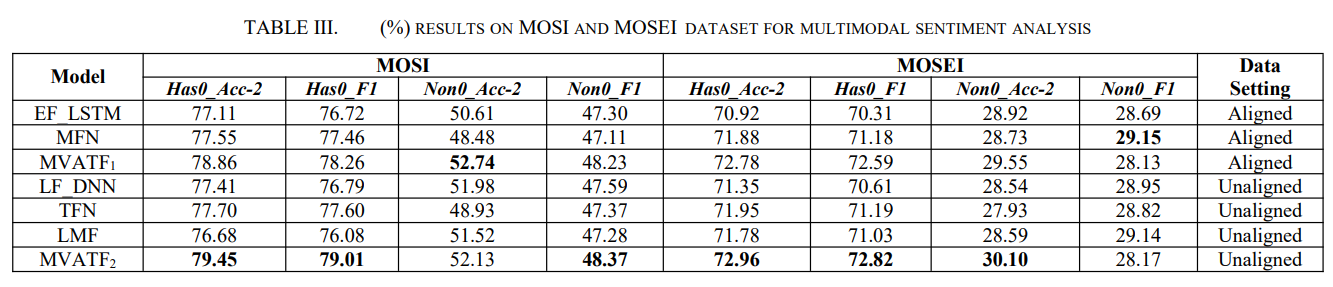 TABLE III. (%) RESULTS ON MOSI AND MOSEI DATASET FOR MULTIMODAL SENTIMENT ANALYSIS
Model MOSI MOSEI Data Setting
Has0_Acc-2 Has0_F1 Non0_Acc-2 Non0_F1 Has0_Acc-2 Has0_F1 Non0_Acc-2 Non0_F1
EF_LSTM 77.11 76.72 50.61 47.30 70.92 70.31 28.92 28.69 Aligned
MFN 77.55 77.46 48.48 47.11 71.88 71.18 28.73 29.15 Aligned
MVATF1 78.86 78.26 52.74 48.23 72.78 72.59 29.55 28.13 Aligned
LF_DNN 77.41 76.79 51.98 47.59 71.35 70.61 28.54 28.95 Unaligned
TFN 77.70 77.60 48.93 47.37 71.95 71.19 27.93 28.82 Unaligned
LMF 76.68 76.08 51.52 47.28 71.78 71.03 28.59 29.14 Unaligned
MVATF2 79.45 79.01 52.13 48.37 72.96 72.82 30.10 28.17 Unaligned